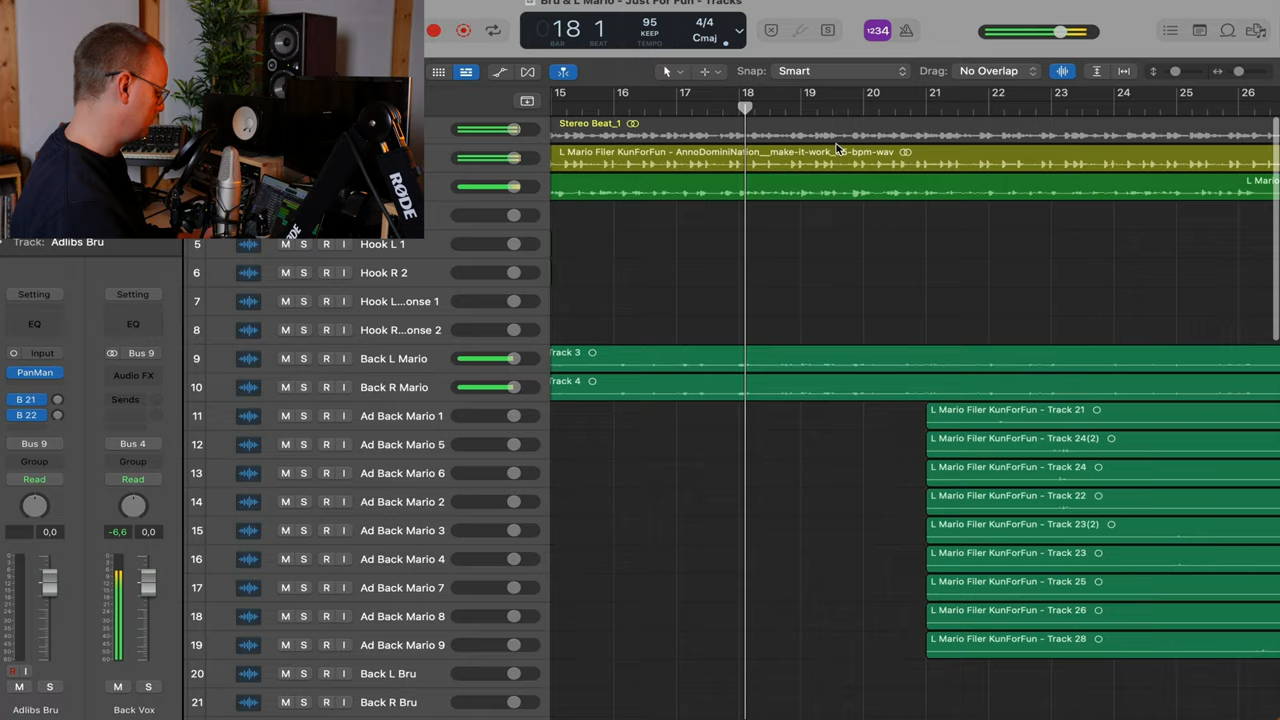 Bru & L Mario - Just For Fun - Tracks
018 1 95 4/4
KEEP Cmaj
BAR BEAT TEMPO
1234
Snap: Smart Drag: No Overlap
15 16 17 18 19 20 21 22 23 24 25 26
Stereo Beat_1
L Mario Filer KunForFun - AnnoDominiNation__make-it-work_95-bpm-wav
L Mario
RØDE
Track: Adlibs Bru
5 M S R I Hook L 1
6 M S R I Hook R 2
7 M S R I Hook L...onse 1
8 M S R I Hook R...onse 2
9 M S R I Back L Mario
Track 3
10 M S R I Back R Mario
Track 4
11 M S R I Ad Back Mario 1
L Mario Filer KunForFun - Track 21
12 M S R I Ad Back Mario 5
L Mario Filer KunForFun - Track 24(2)
13 M S R I Ad Back Mario 6
L Mario Filer KunForFun - Track 24
14 M S R I Ad Back Mario 2
L Mario Filer KunForFun - Track 22
15 M S R I Ad Back Mario 3
L Mario Filer KunForFun - Track 23(2)
16 M S R I Ad Back Mario 4
L Mario Filer KunForFun - Track 23
17 M S R I Ad Back Mario 7
L Mario Filer KunForFun - Track 25
18 M S R I Ad Back Mario 8
L Mario Filer KunForFun - Track 26
19 M S R I Ad Back Mario 9
L Mario Filer KunForFun - Track 28
20 M S R I Back L Bru
21 M S R I Back R Bru
Setting Setting
EQ EQ
Input Bus 9
PanMan Audio FX
B 21 Sends
B 22
Bus 9 Bus 4
Group Group
Read Read
0,0 -6,6 0,0
R I
M S M S
Adlibs Bru Back Vox